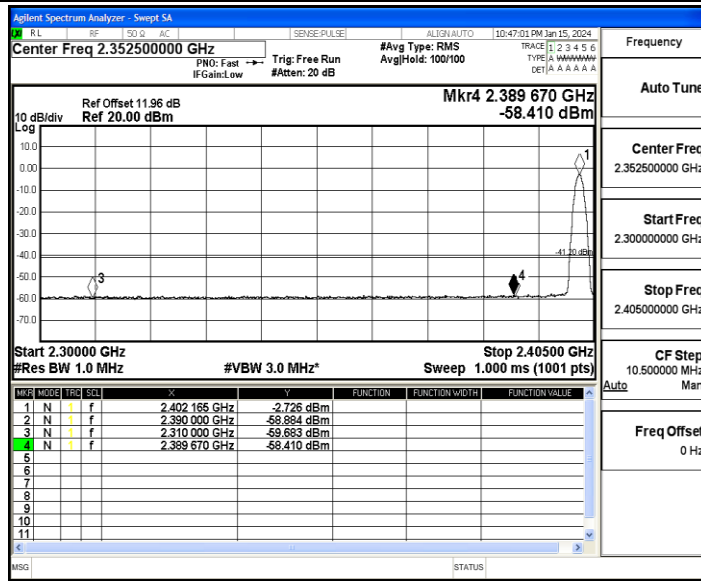 Agilent Spectrum Analyzer - Swept SA
RL RF 50 Ω AC SENSE:PULSE ALIGN AUTO 10:47:01 PM Jan 15, 2024
Center Freq 2.352500000 GHz
PNO: Fast
IFGain:Low
Trig: Free Run
#Atten: 20 dB
#Avg Type: RMS
Avg|Hold: 100/100
TRACE 1 2 3 4 5 6
TYPE A WWWWW
DET A A A A A A
Ref Offset 11.96 dB
Ref 20.00 dBm
10 dB/div
Log
Mkr4 2.389 670 GHz
-58.410 dBm
10.0
0.00
-10.0
-20.0
-30.0
-40.0
-50.0
-60.0
-70.0
1
-41.20 dBm
3
4
Start 2.30000 GHz Stop 2.40500 GHz
#Res BW 1.0 MHz #VBW 3.0 MHz* Sweep 1.000 ms (1001 pts)
MKR MODE TRC SCL X Y FUNCTION FUNCTION WIDTH FUNCTION VALUE
1 N 1 f 2.402 165 GHz -2.726 dBm
2 N 1 f 2.390 000 GHz -58.884 dBm
3 N 1 f 2.310 000 GHz -59.683 dBm
4 N 1 f 2.389 670 GHz -58.410 dBm
5
6
7
8
9
10
11
MSG STATUS
Frequency
Auto Tune
Center Freq
2.352500000 GHz
Start Freq
2.300000000 GHz
Stop Freq
2.405000000 GHz
CF Step
10.500000 MHz
Auto Man
Freq Offset
0 Hz